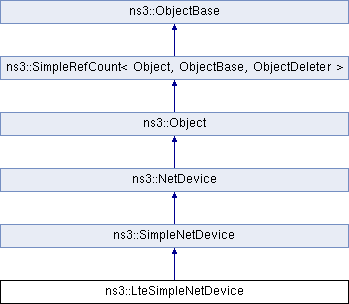 ns3::ObjectBase
ns3::SimpleRefCount< Object, ObjectBase, ObjectDeleter >
ns3::Object
ns3::NetDevice
ns3::SimpleNetDevice
ns3::LteSimpleNetDevice